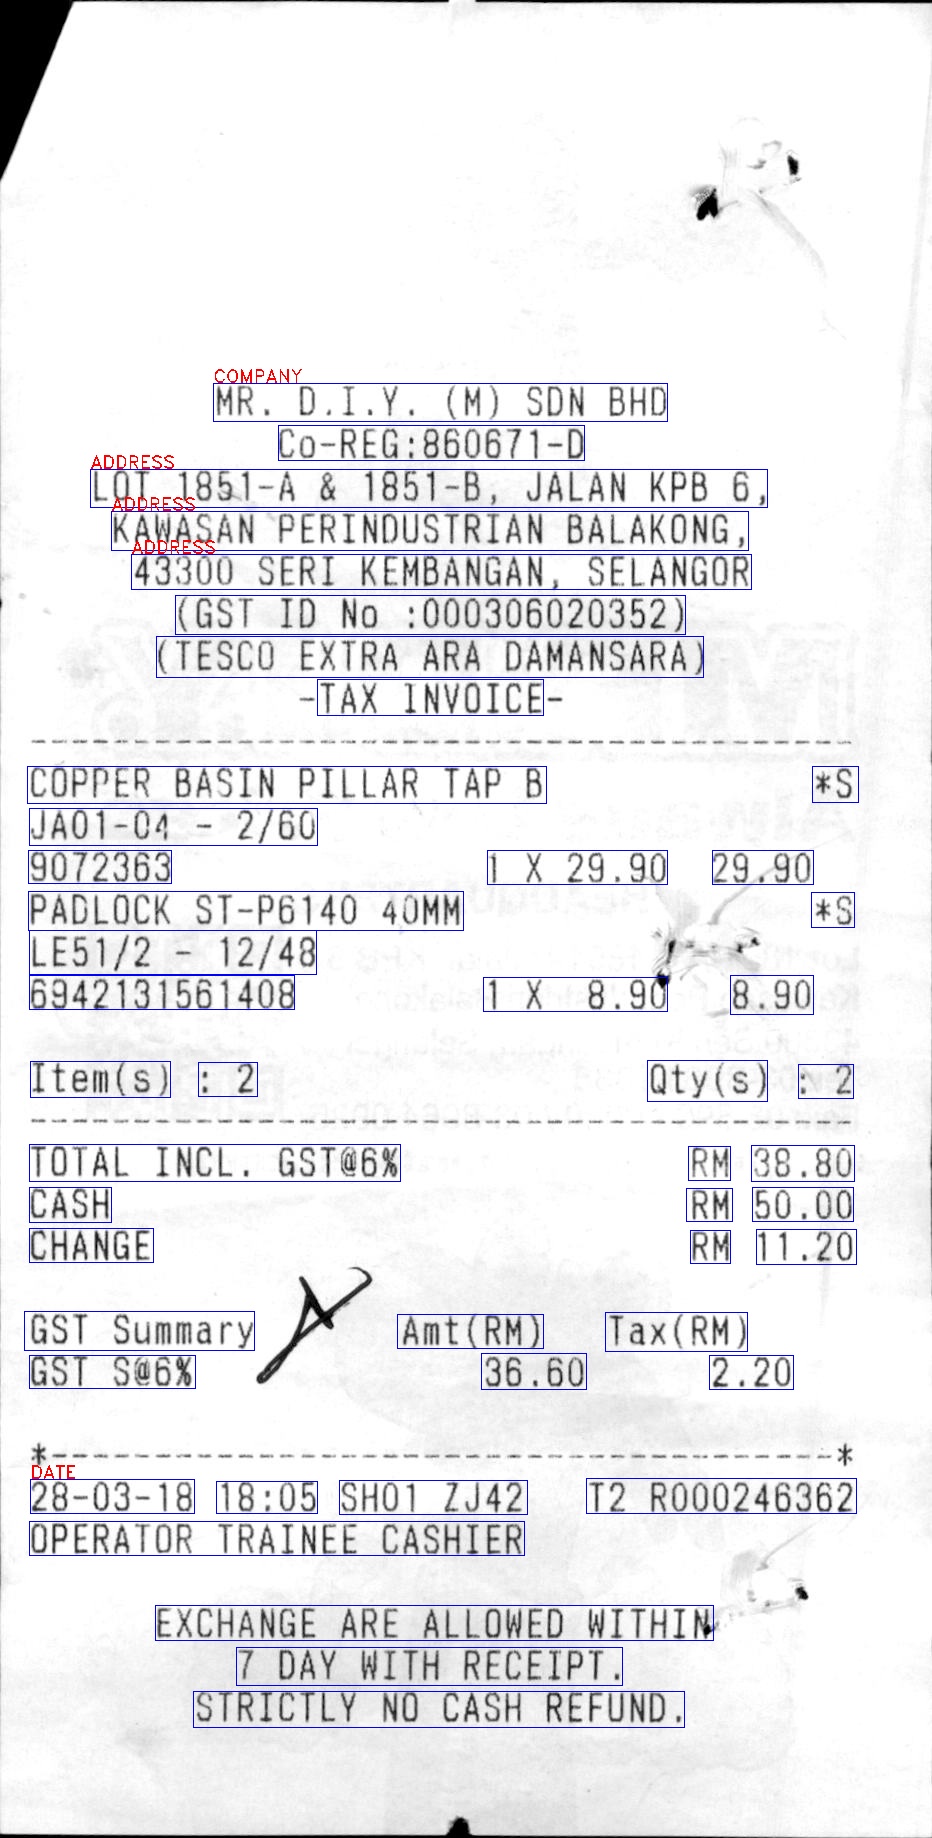 COMPANY
MR. D.I.Y. (M) SDN BHD
Co-REG:860671-D
ADDRESS
LOT 1851-A & 1851-B, JALAN KPB 6,
ADDRESS
KAWASAN PERINDUSTRIAN BALAKONG,
ADDRESS
43300 SERI KEMBANGAN, SELANGOR
(GST ID No :000306020352)
(TESCO EXTRA ARA DAMANSARA)
-TAX INVOICE-
COPPER BASIN PILLAR TAP B *S
JA01-04 - 2/60
9072363 1 X 29.90 29.90
PADLOCK ST-P6140 40MM *S
LE51/2 - 12/48
6942131561408 1 X 8.90 8.90
Item(s) : 2 Qty(s) : 2
TOTAL INCL. GST@6% RM 38.80
CASH RM 50.00
CHANGE RM 11.20
GST Summary Amt(RM) Tax(RM)
GST S@6% 36.60 2.20
*--------------------------------------*
DATE
28-03-18 18:05 SH01 ZJ42 T2 R000246362
OPERATOR TRAINEE CASHIER
EXCHANGE ARE ALLOWED WITHIN
7 DAY WITH RECEIPT.
STRICTLY NO CASH REFUND.